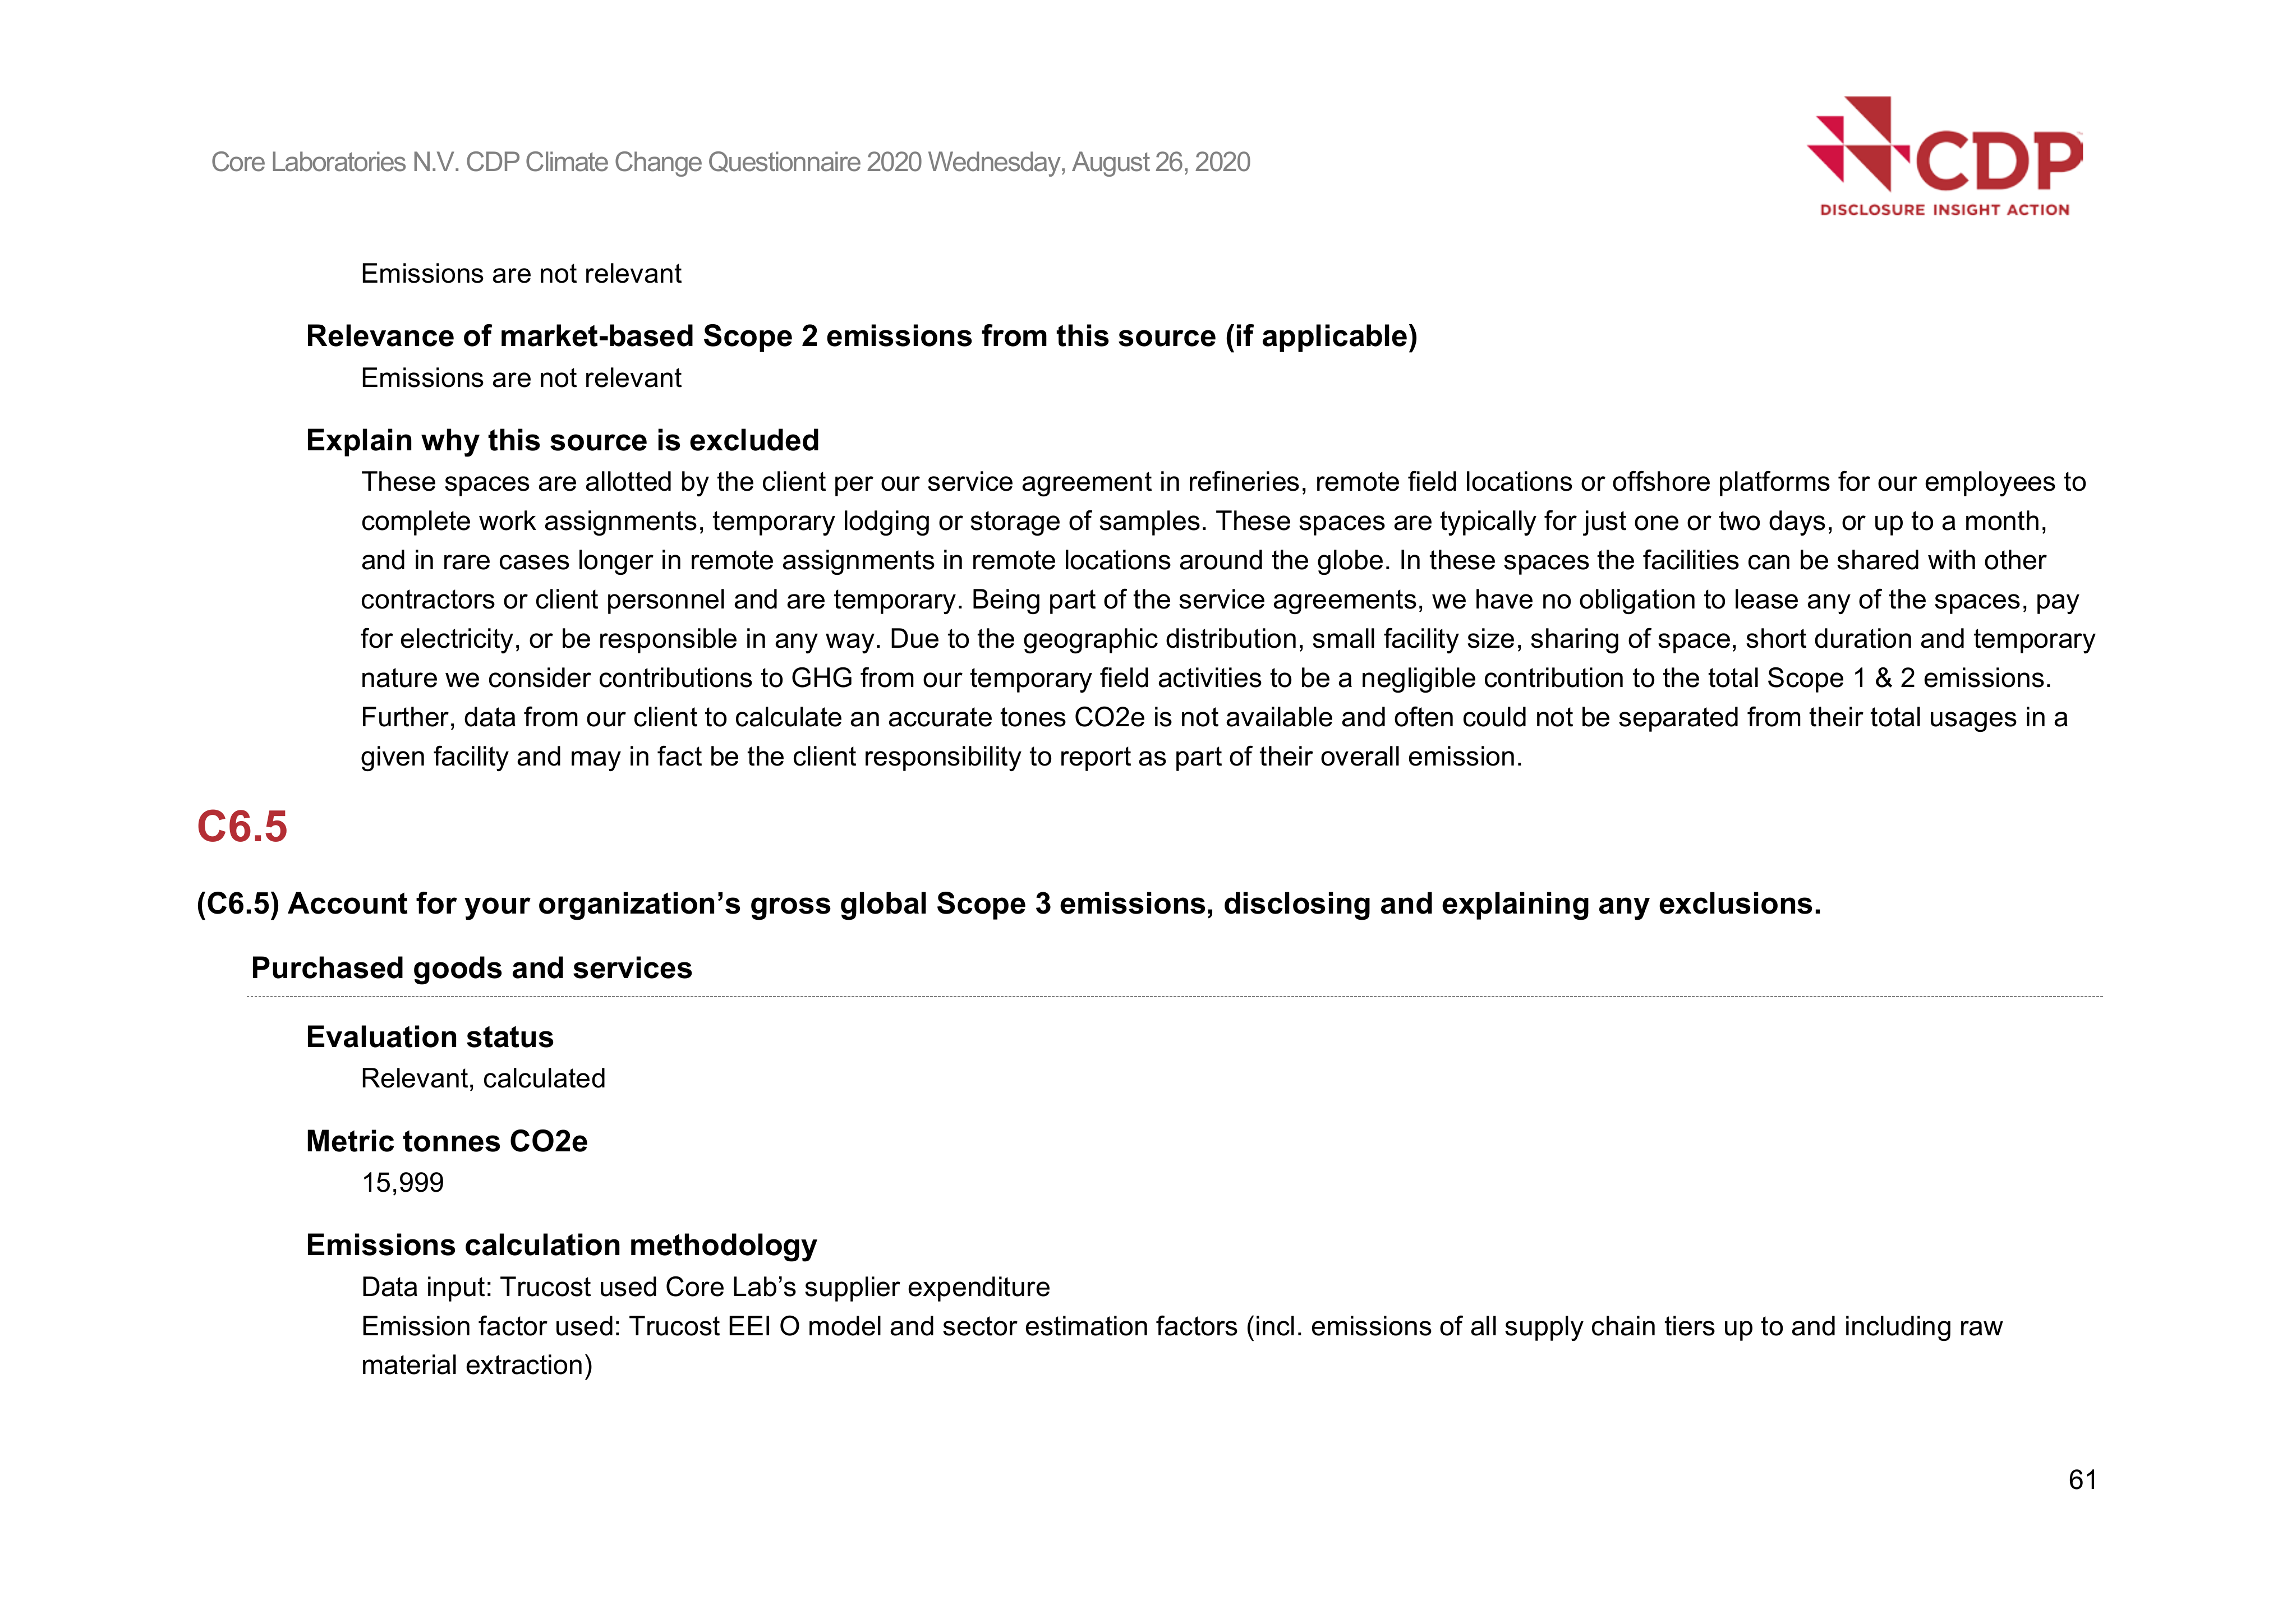 Core Laboratories N.V. CDP Climate Change Questionnaire 2020 Wednesday, August 26, 2020
CDP
DISCLOSURE INSIGHT ACTION
Emissions are not relevant
Relevance of market-based Scope 2 emissions from this source (if applicable)
Emissions are not relevant
Explain why this source is excluded
These spaces are allotted by the client per our service agreement in refineries, remote field locations or offshore platforms for our employees to
complete work assignments, temporary lodging or storage of samples. These spaces are typically for just one or two days, or up to a month,
and in rare cases longer in remote assignments in remote locations around the globe. In these spaces the facilities can be shared with other
contractors or client personnel and are temporary. Being part of the service agreements, we have no obligation to lease any of the spaces, pay
for electricity, or be responsible in any way. Due to the geographic distribution, small facility size, sharing of space, short duration and temporary
nature we consider contributions to GHG from our temporary field activities to be a negligible contribution to the total Scope 1 & 2 emissions.
Further, data from our client to calculate an accurate tones CO2e is not available and often could not be separated from their total usages in a
given facility and may in fact be the client responsibility to report as part of their overall emission.
C6.5
(C6.5) Account for your organization’s gross global Scope 3 emissions, disclosing and explaining any exclusions.
Purchased goods and services
Evaluation status
Relevant, calculated
Metric tonnes CO2e
15,999
Emissions calculation methodology
Data input: Trucost used Core Lab’s supplier expenditure
Emission factor used: Trucost EEI O model and sector estimation factors (incl. emissions of all supply chain tiers up to and including raw
material extraction)
61